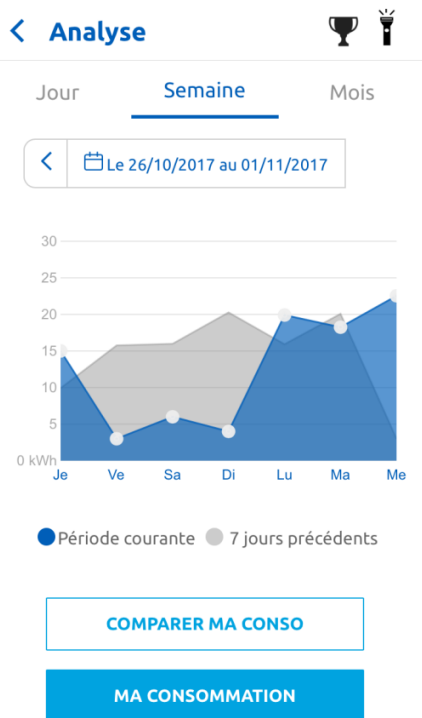 Analyse
Jour Semaine Mois
Le 26/10/2017 au 01/11/2017
30
25
20
15
10
5
0 kWh
Je Ve Sa Di Lu Ma Me
Période courante 7 jours précédents
COMPARER MA CONSO
MA CONSOMMATION